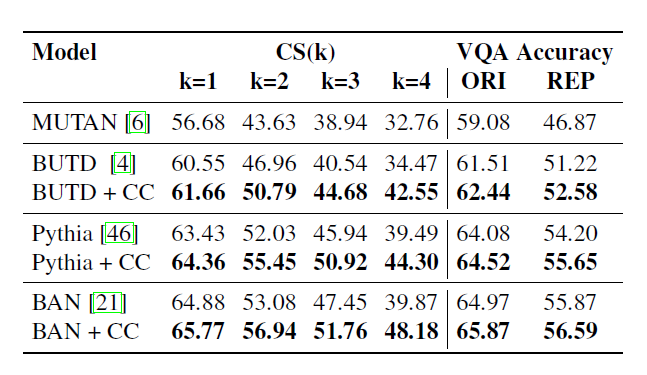 Model CS(k) VQA Accuracy
k=1 k=2 k=3 k=4 ORI REP
MUTAN [6] 56.68 43.63 38.94 32.76 59.08 46.87
BUTD [4] 60.55 46.96 40.54 34.47 61.51 51.22
BUTD + CC 61.66 50.79 44.68 42.55 62.44 52.58
Pythia [46] 63.43 52.03 45.94 39.49 64.08 54.20
Pythia + CC 64.36 55.45 50.92 44.30 64.52 55.65
BAN [21] 64.88 53.08 47.45 39.87 64.97 55.87
BAN + CC 65.77 56.94 51.76 48.18 65.87 56.59